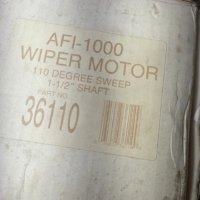 AFI-1000
WIPER MOTOR
110 DEGREE SWEEP
1-1/2" SHAFT
PART NO.
36110